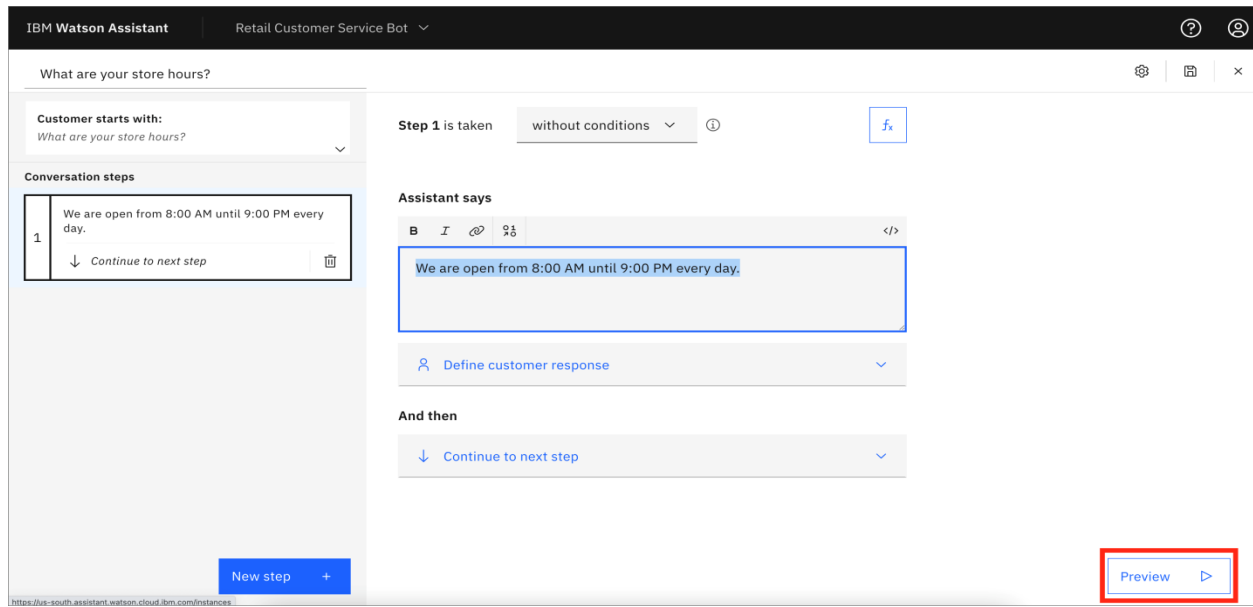 IBM Watson Assistant
Retail Customer Service Bot
What are your store hours?
Customer starts with:
What are your store hours?
Conversation steps
1
We are open from 8:00 AM until 9:00 PM every
day.
Continue to next step
New step +
Step 1 is taken
without conditions
fx
Assistant says
B I
</>
We are open from 8:00 AM until 9:00 PM every day.
Define customer response
And then
Continue to next step
Preview
https://us-south.assistant.watson.cloud.ibm.com/instances